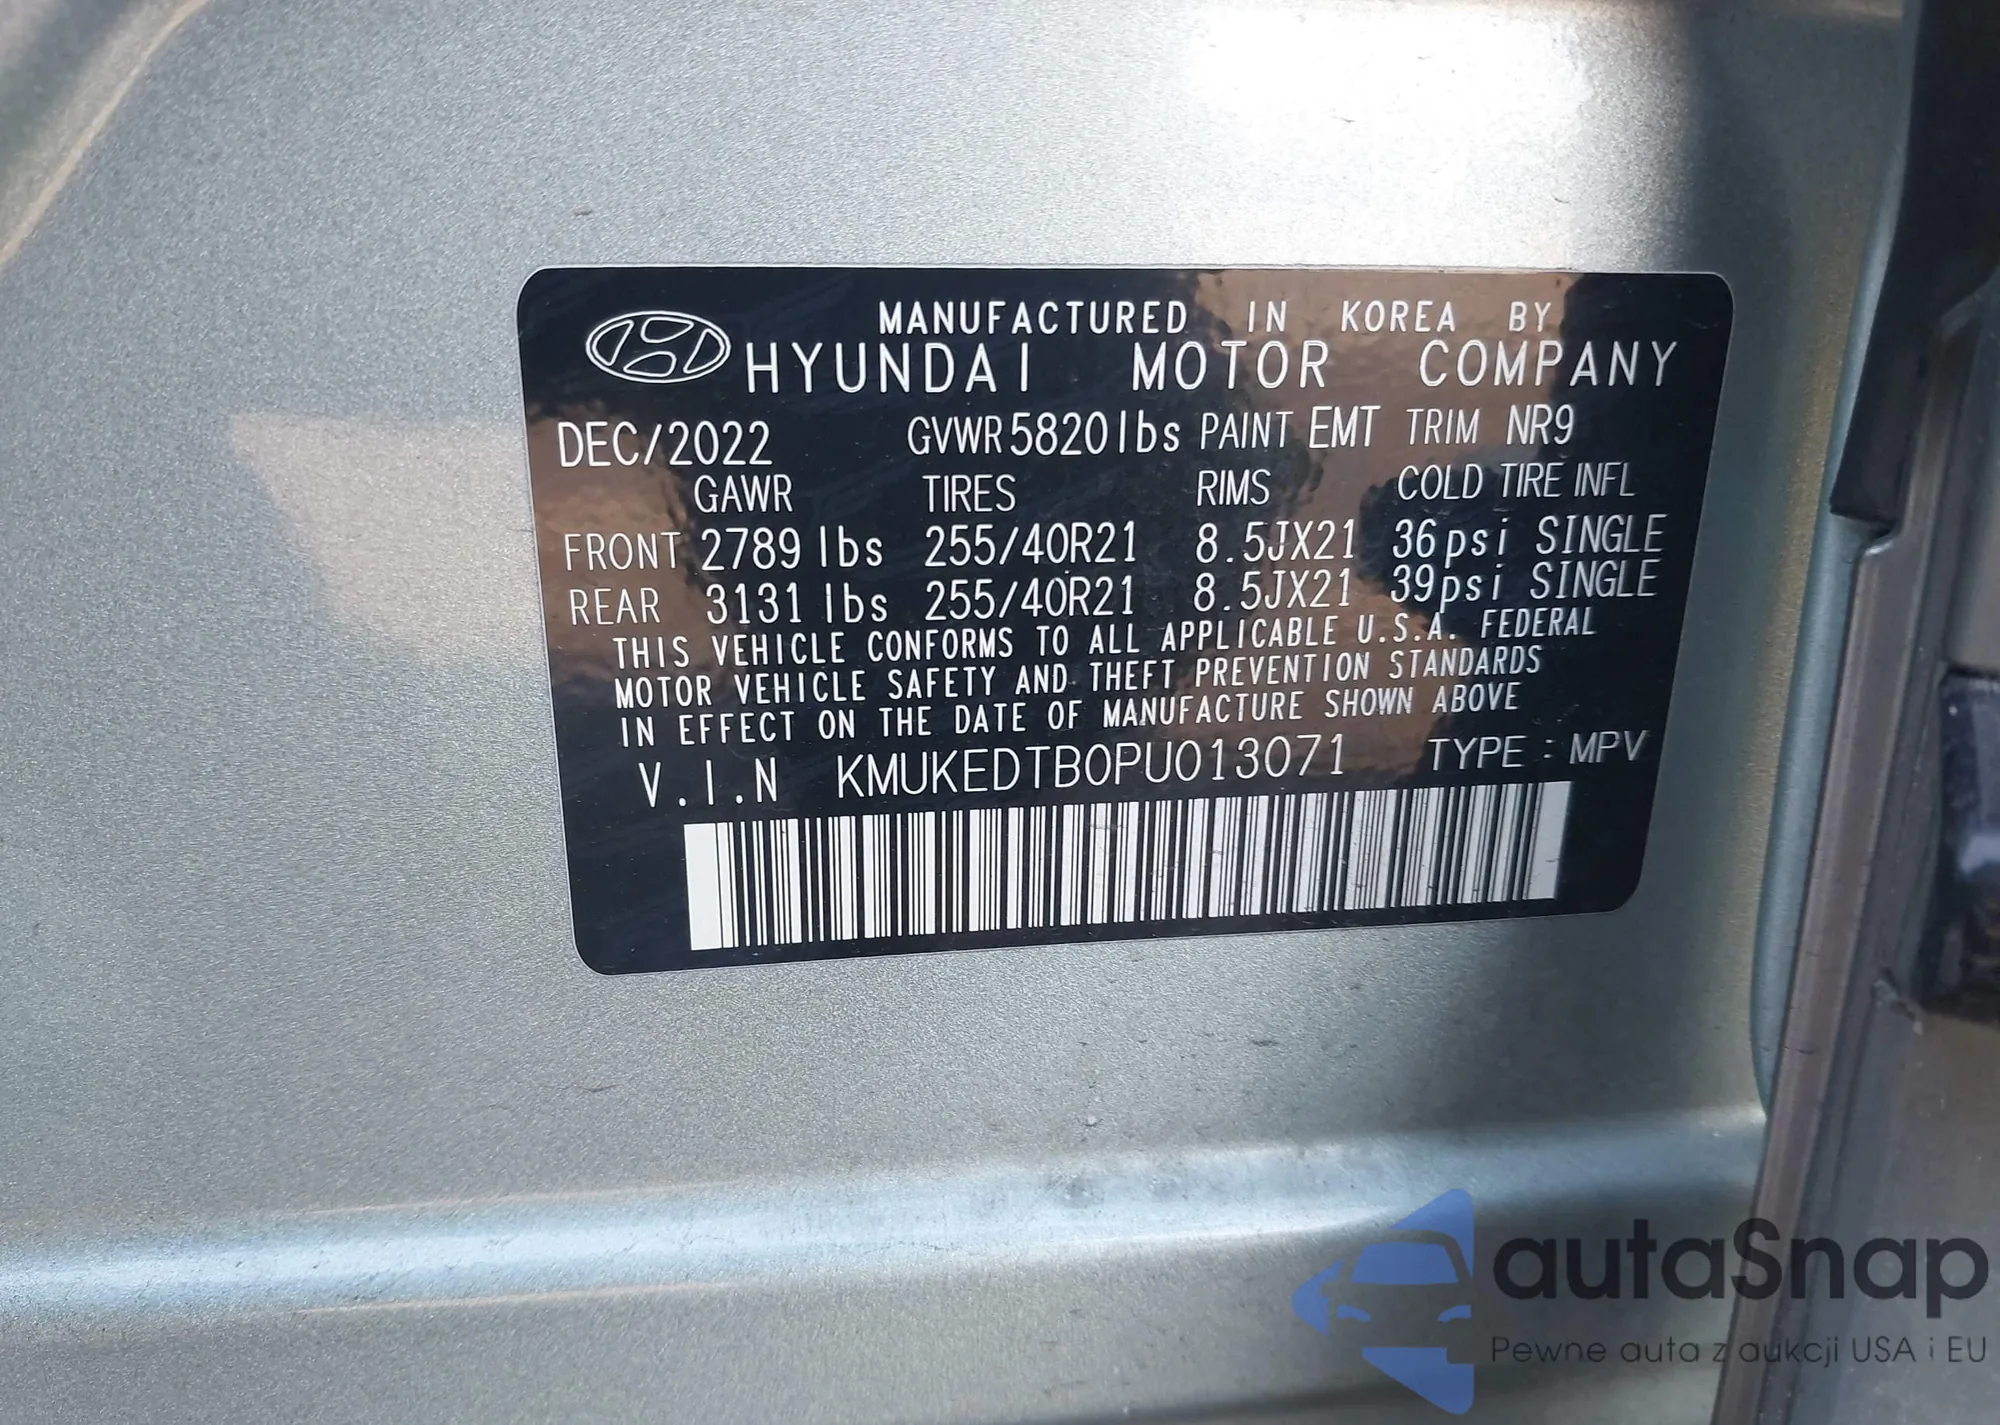 MANUFACTURED IN KOREA BY
HYUNDAI MOTOR COMPANY
DEC/2022 GVWR 5820 lbs PAINT EMT TRIM NR9
GAWR TIRES RIMS COLD TIRE INFL
FRONT 2789 lbs 255/40R21 8.5JX21 36psi SINGLE
REAR 3131 lbs 255/40R21 8.5JX21 39psi SINGLE
THIS VEHICLE CONFORMS TO ALL APPLICABLE U.S.A. FEDERAL
MOTOR VEHICLE SAFETY AND THEFT PREVENTION STANDARDS
IN EFFECT ON THE DATE OF MANUFACTURE SHOWN ABOVE
V.I.N KMUKEDTB0PU013071 TYPE : MPV
autaSnap
Pewne auta z aukcji USA i EU